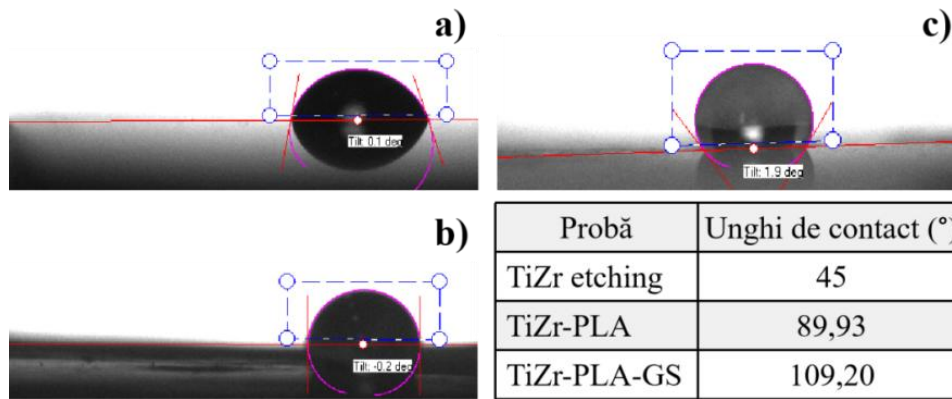 a)
Tilt: 0.1 deg
c)
Tilt: 1.9 deg
b)
Tilt: -0.2 deg
Probă Unghi de contact (°)
TiZr etching 45
TiZr-PLA 89,93
TiZr-PLA-GS 109,20